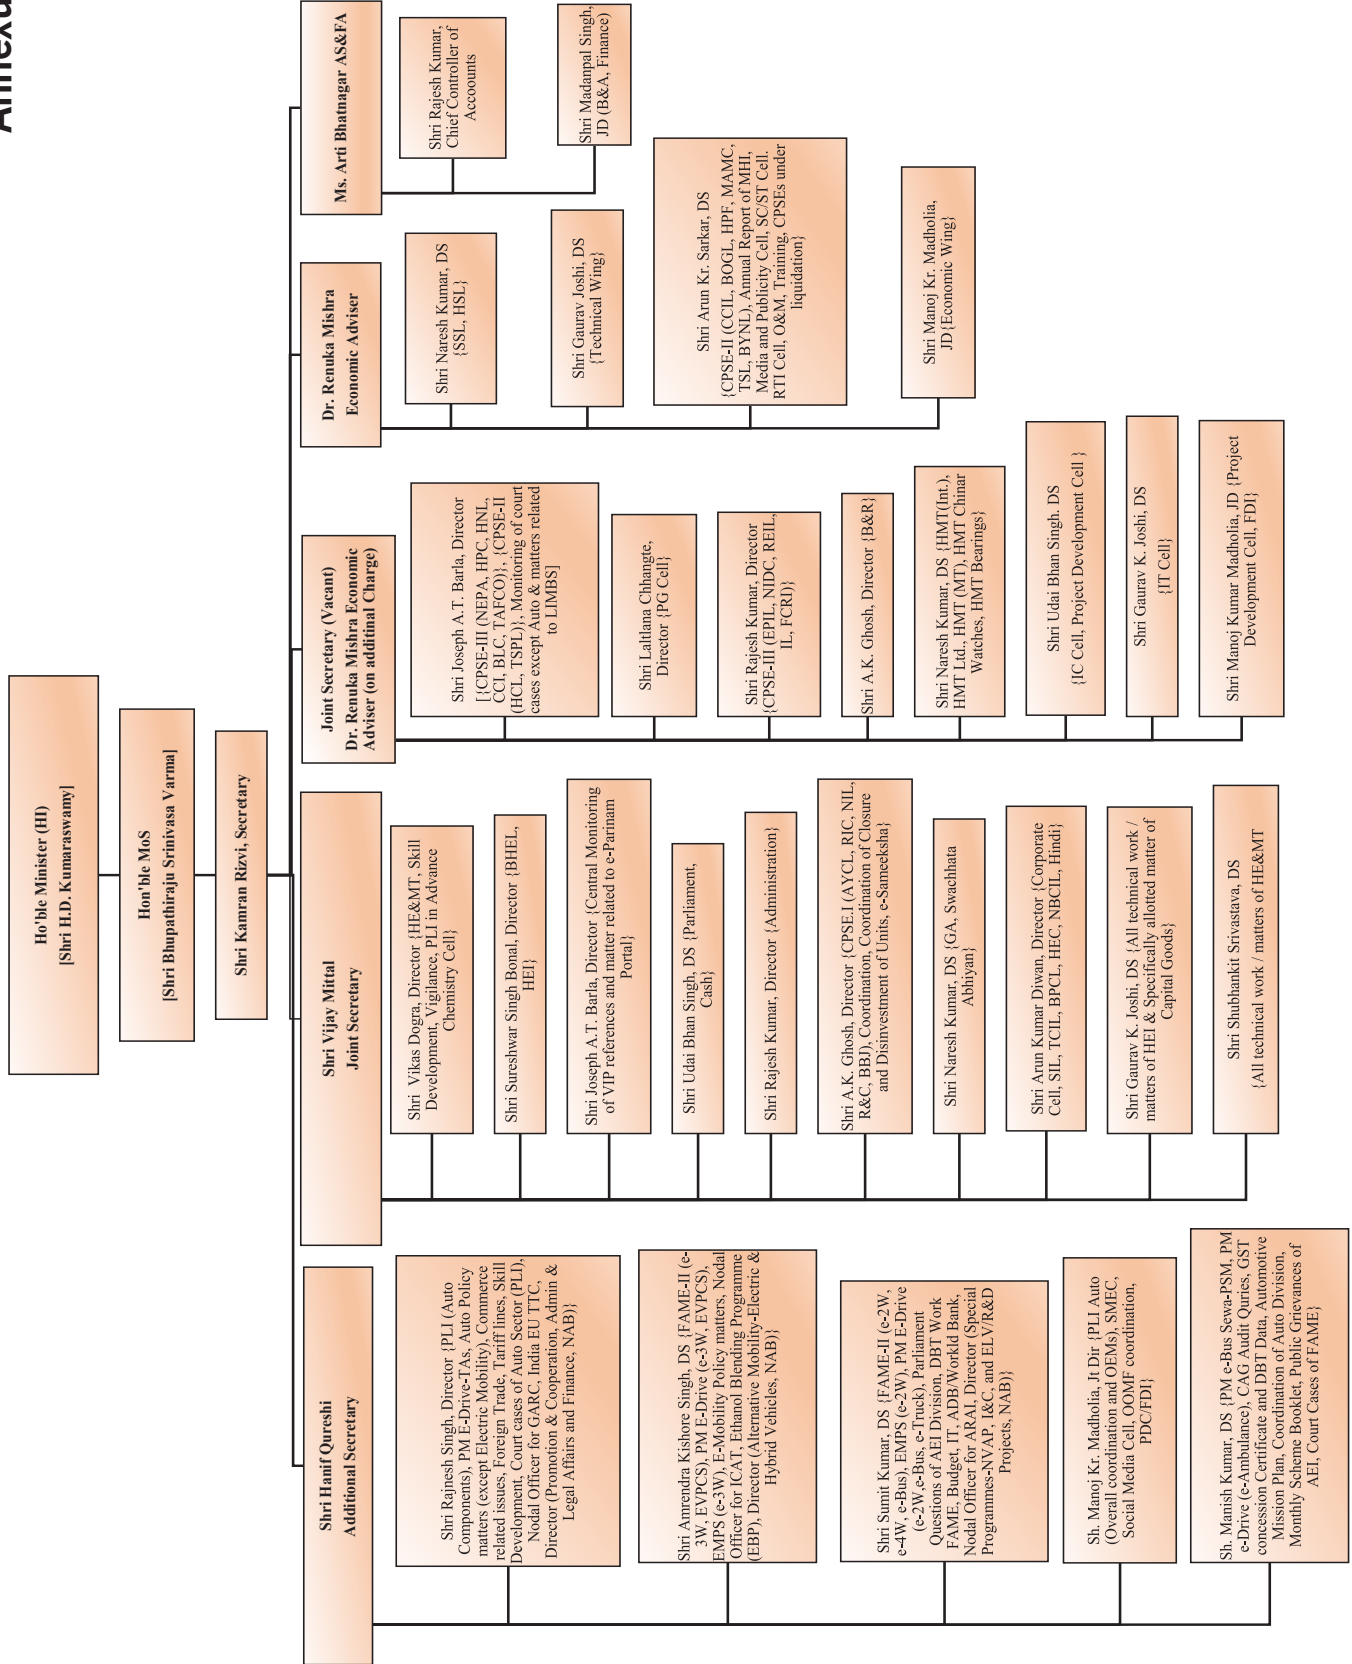 Annexu
Ho'ble Minister (HI)
[Shri H.D. Kumaraswamy]
Hon'ble MoS
[Shri Bhupathiraju Srinivasa Varma]
Shri Kamran Rizvi, Secretary
Shri Hanif Qureshi
Additional Secretary
Shri Rajnesh Singh, Director {PLI (Auto
Components), PM E-Drive-TAs, Auto Policy
matters (except Electric Mobility), Commerce
related issues, Foreign Trade, Tariff lines, Skill
Development, Court cases of Auto Sector (PLI),
Nodal Officer for GARC, India EU TTC,
Director (Promotion & Cooperation, Admin &
Legal Affairs and Finance, NAB)}
Shri Amrendra Kishore Singh, DS {FAME-II (e-
3W, EVPCS), PM E-Drive (e-3W, EVPCS),
EMPS (e-3W), E-Mobility Policy matters, Nodal
Officer for ICAT, Ethanol Blending Programme
(EBP), Director (Alternative Mobility-Electric &
Hybrid Vehicles, NAB)}
Shri Sumit Kumar, DS {FAME-II (e-2W,
e-4W, e-Bus), EMPS (e-2W), PM E-Drive
(e-2W,e-Bus, e-Truck), Parliament
Questions of AEI Division, DBT Work
FAME, Budget, IT, ADB/Workld Bank,
Nodal Officer for ARAI, Director (Special
Programmes-NVAP, I&C, and ELV/R&D
Projects, NAB)}
Sh. Manoj Kr. Madholia, Jt Dir {PLI Auto
(Overall coordination and OEMs), SMEC,
Social Media Cell, OOMF coordination,
PDC/FDI}
Sh. Manish Kumar, DS {PM e-Bus Sewa-PSM, PM
e-Drive (e-Ambulance), CAG Audit Quries, GST
concession Certificate and DBT Data, Automotive
Mission Plan, Coordination of Auto Division,
Monthly Scheme Booklet, Public Grievances of
AEI, Court Cases of FAME}
Shri Vijay Mittal
Joint Secretary
Shri Vikas Dogra, Director {HE&MT, Skill
Development, Vigilance, PLI in Advance
Chemistry Cell}
Shri Sureshwar Singh Bonal, Director {BHEL,
HEI}
Shri Joseph A.T. Barla, Director {Central Monitoring
of VIP references and matter related to e-Parinam
Portal}
Shri Udai Bhan Singh, DS {Parliament,
Cash}
Shri Rajesh Kumar, Director {Administration}
Shri A.K. Ghosh, Director {CPSE.I (AYCL, RIC, NIL,
R&C, BBJ), Coordination, Coordination of Closure
and Disinvestment of Units, e-Sameeksha}
Shri Naresh Kumar, DS {GA, Swachhata
Abhiyan}
Shri Arun Kumar Diwan, Director {Corporate
Cell, SIL, TCIL, BPCL, HEC, NBCIL, Hindi}
Shri Gaurav K. Joshi, DS {All technical work /
matters of HEI & Specifically allotted matter of
Capital Goods}
Shri Shubhankit Srivastava, DS
{All technical work / matters of HE&MT
Joint Secretary (Vacant)
Dr. Renuka Mishra Economic
Adviser (on additinal Charge)
Shri Joseph A.T. Barla, Director
[{CPSE-III (NEPA, HPC, HNL,
CCI, BLC, TAFCO)}, {CPSE-II
(HCL, TSPL)}, Monitoring of court
cases except Auto & matters related
to LIMBS]
Shri Laltlana Chhangte,
Director {PG Cell}
Shri Rajesh Kumar, Director
{CPSE-III (EPIL, NIDC, REIL,
IL, FCRI)}
Shri A.K. Ghosh, Director {B&R}
Shri Naresh Kumar, DS {HMT(Int.),
HMT Ltd., HMT (MT), HMT Chinar
Watches, HMT Bearings}
Shri Udai Bhan Singh. DS
{IC Cell, Project Development Cell }
Shri Gaurav K. Joshi, DS
{IT Cell}
Shri Manoj Kumar Madholia, JD {Project
Development Cell, FDI}
Dr. Renuka Mishra
Economic Adviser
Shri Naresh Kumar, DS
{SSL, HSL}
Shri Gaurav Joshi, DS
{Technical Wing}
Shri Arun Kr. Sarkar, DS
{CPSE-II (CCIL, BOGL, HPF, MAMC,
TSL, BYNL), Annual Report of MHI,
Media and Publicity Cell, SC/ST Cell.
RTI Cell, O&M, Training, CPSEs under
liquidation}
Shri Manoj Kr. Madholia,
JD{Economic Wing}
Ms. Arti Bhatnagar AS&FA
Shri Rajesh Kumar,
Chief Controller of
Accoounts
Shri Madanpal Singh,
JD (B&A, Finance)